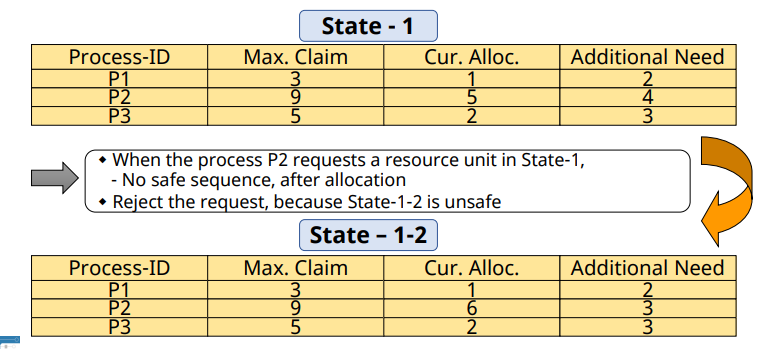 State - 1
Process-ID Max. Claim Cur. Alloc. Additional Need
P1 3 1 2
P2 9 5 4
P3 5 2 3
◆ When the process P2 requests a resource unit in State-1,
- No safe sequence, after allocation
◆ Reject the request, because State-1-2 is unsafe
State – 1-2
Process-ID Max. Claim Cur. Alloc. Additional Need
P1 3 1 2
P2 9 6 3
P3 5 2 3